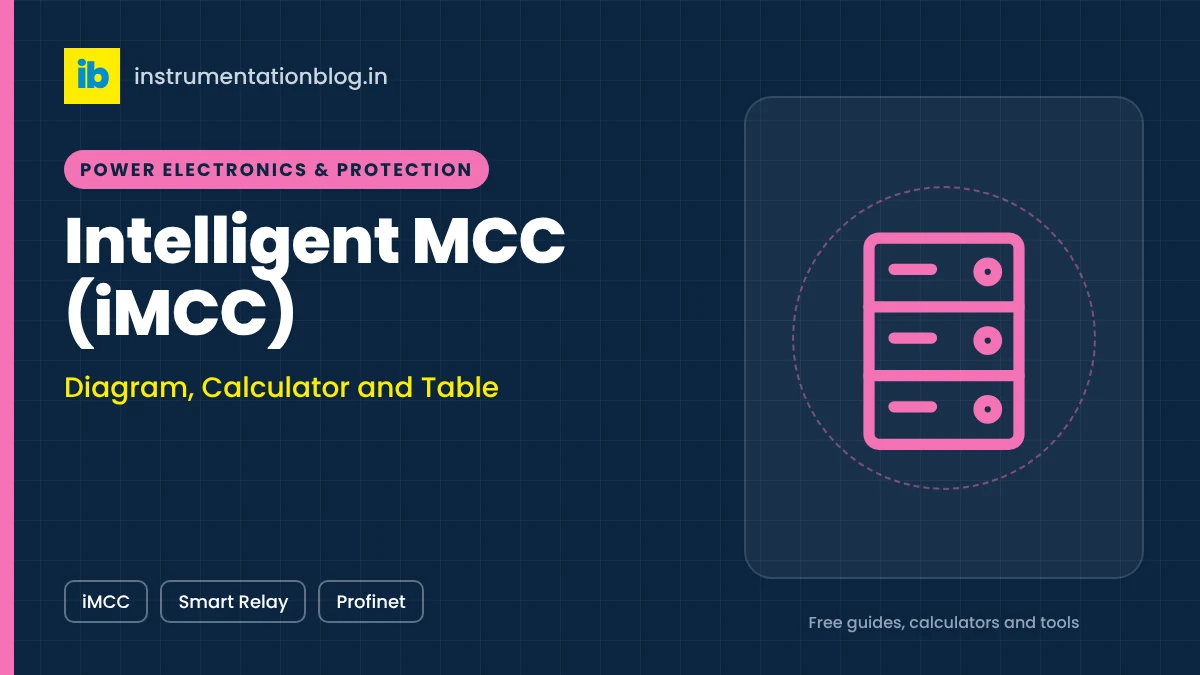 ib
instrumentationblog.in
POWER ELECTRONICS & PROTECTION
Intelligent MCC
(iMCC)
Diagram, Calculator and Table
iMCC
Smart Relay
Profinet
Free guides, calculators and tools